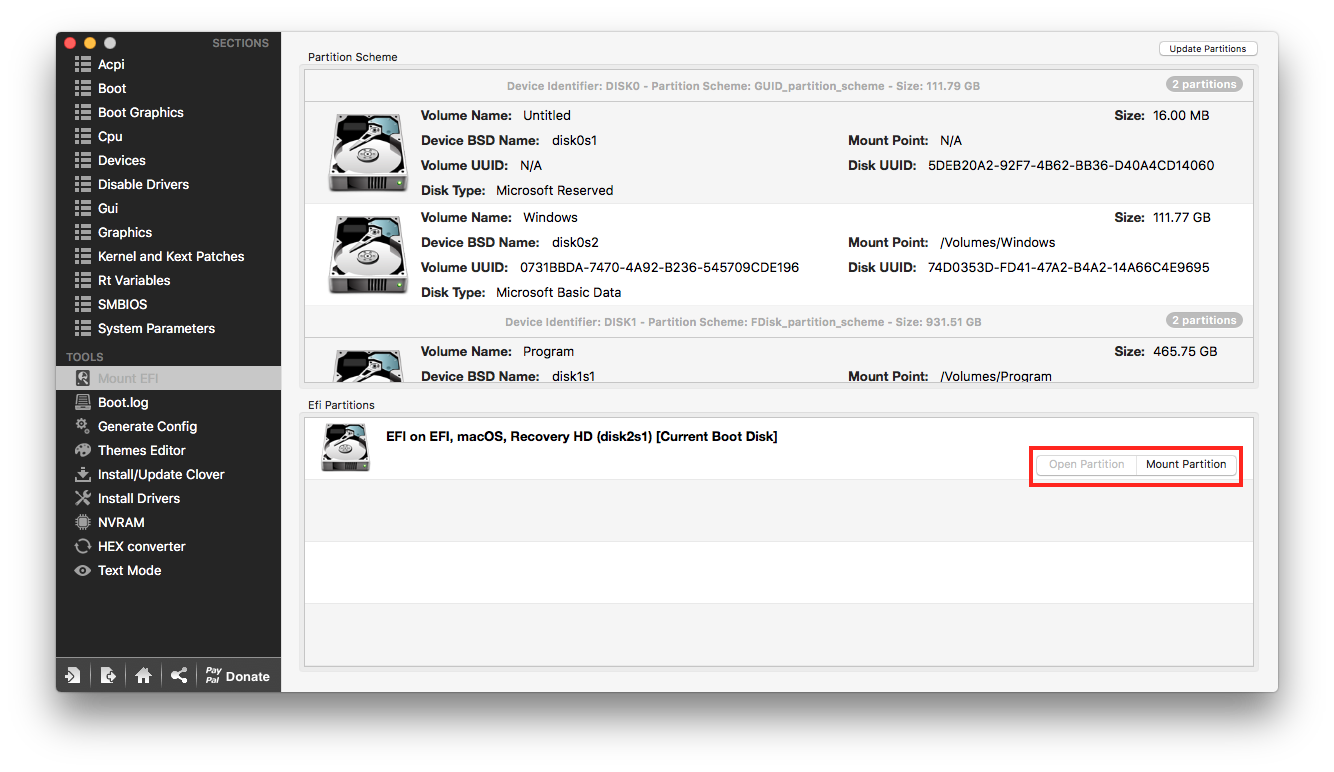 SECTIONS
Acpi
Boot
Boot Graphics
Cpu
Devices
Disable Drivers
Gui
Graphics
Kernel and Kext Patches
Rt Variables
SMBIOS
System Parameters
TOOLS
Mount EFI
Boot.log
Generate Config
Themes Editor
Install/Update Clover
Install Drivers
NVRAM
HEX converter
Text Mode
Pay
Pal Donate
Update Partitions
Partition Scheme
Device Identifier: DISK0 - Partition Scheme: GUID_partition_scheme - Size: 111.79 GB 2 partitions
Volume Name: Untitled Size: 16.00 MB
Device BSD Name: disk0s1 Mount Point: N/A
Volume UUID: N/A Disk UUID: 5DEB20A2-92F7-4B62-BB36-D40A4CD14060
Disk Type: Microsoft Reserved
Volume Name: Windows Size: 111.77 GB
Device BSD Name: disk0s2 Mount Point: /Volumes/Windows
Volume UUID: 0731BBDA-7470-4A92-B236-545709CDE196 Disk UUID: 74D0353D-FD41-47A2-B4A2-14A66C4E9695
Disk Type: Microsoft Basic Data
Device Identifier: DISK1 - Partition Scheme: FDisk_partition_scheme - Size: 931.51 GB 2 partitions
Volume Name: Program Size: 465.75 GB
Device BSD Name: disk1s1 Mount Point: /Volumes/Program
Efi Partitions
EFI on EFI, macOS, Recovery HD (disk2s1) [Current Boot Disk]
Open Partition Mount Partition